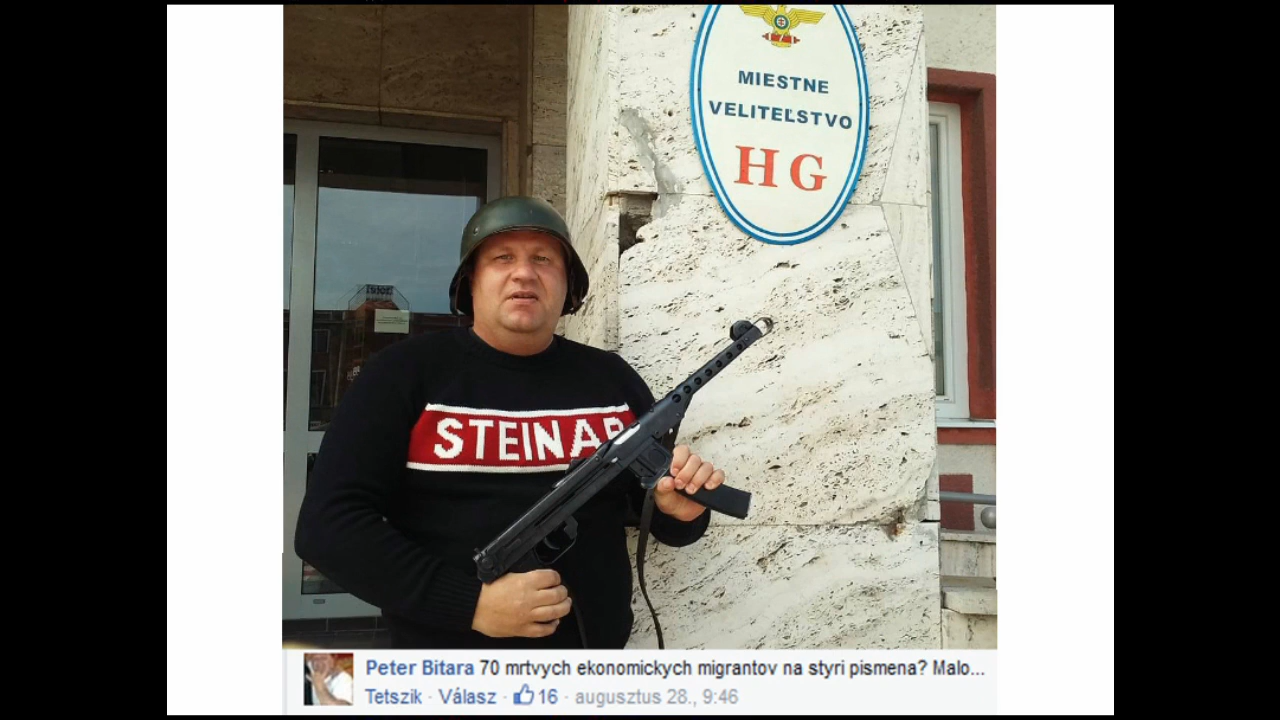 MIESTNE
VELITEĽSTVO
HG
STEINAR
Peter Bitara 70 mrtvych ekonomickych migrantov na styri pismena? Malo...
Tetszik · Válasz · 16 · augusztus 28., 9:46